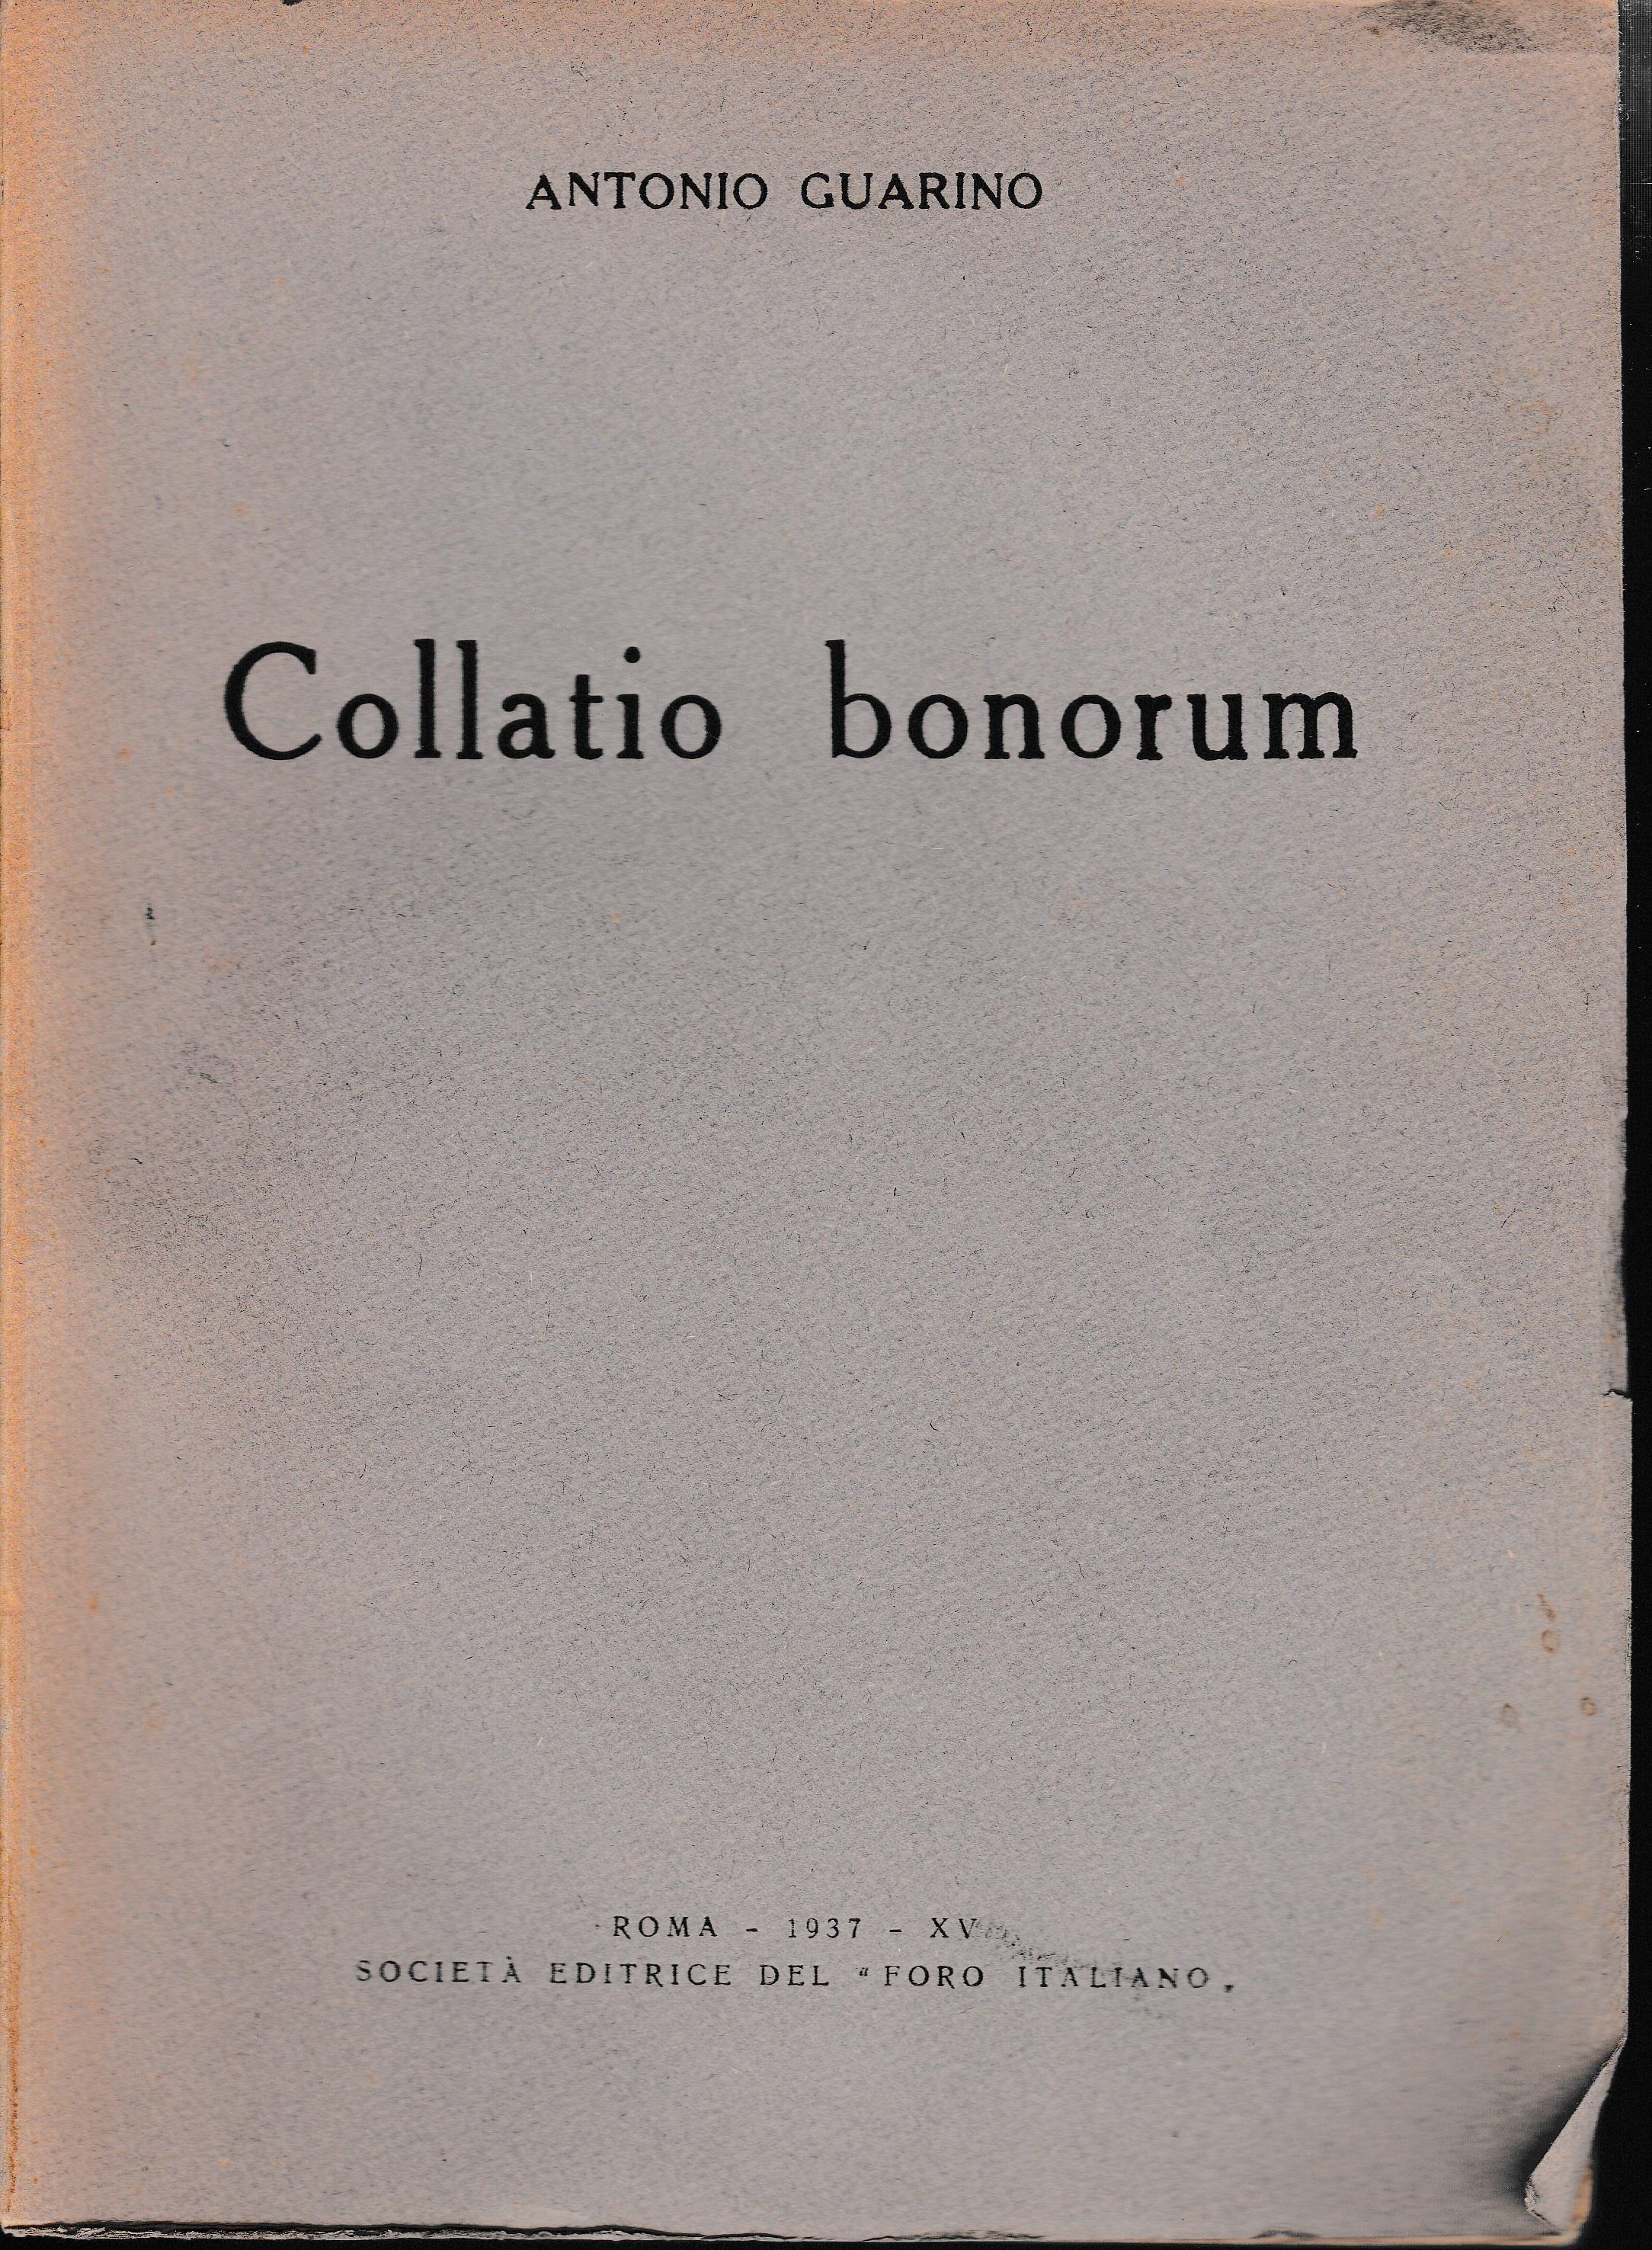 ANTONIO GUARINO
Collatio bonorum
ROMA - 1937 - XV
SOCIETÀ EDITRICE DEL “FORO ITALIANO„